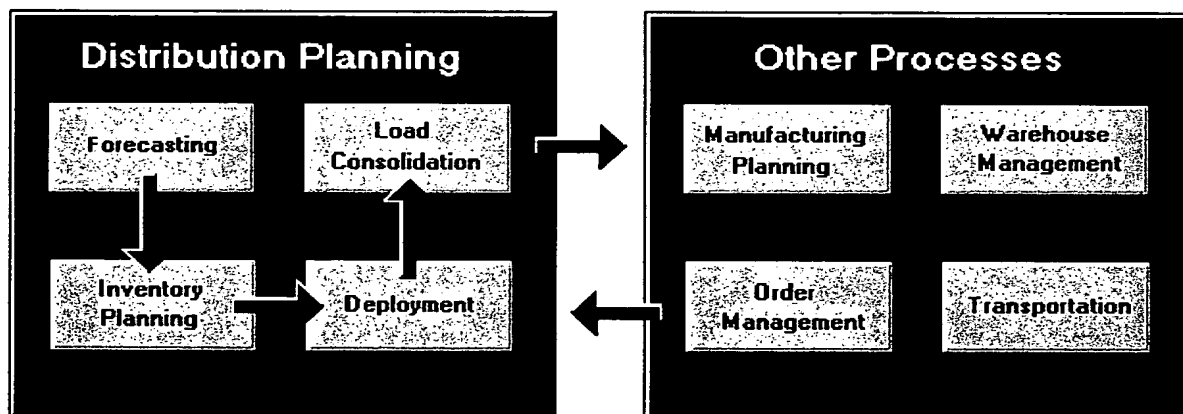 Distribution Planning
Forecasting
Load
Consolidation
Inventory
Planning
Deployment
Other Processes
Manufacturing
Planning
Warehouse
Management
Order
Management
Transportation